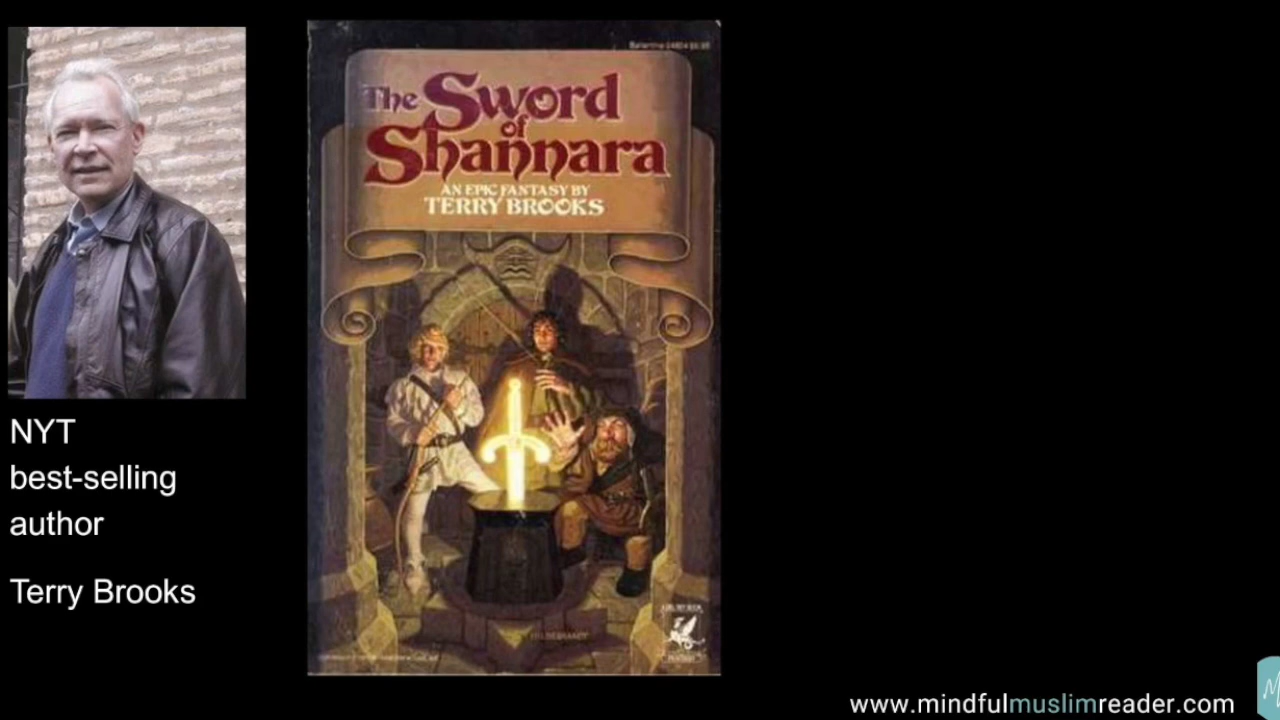 NYT
best-selling
author
Terry Brooks
The Sword
of
Shannara
AN EPIC FANTASY BY
TERRY BROOKS
HILDEBRANDT
www.mindfulmuslimreader.com